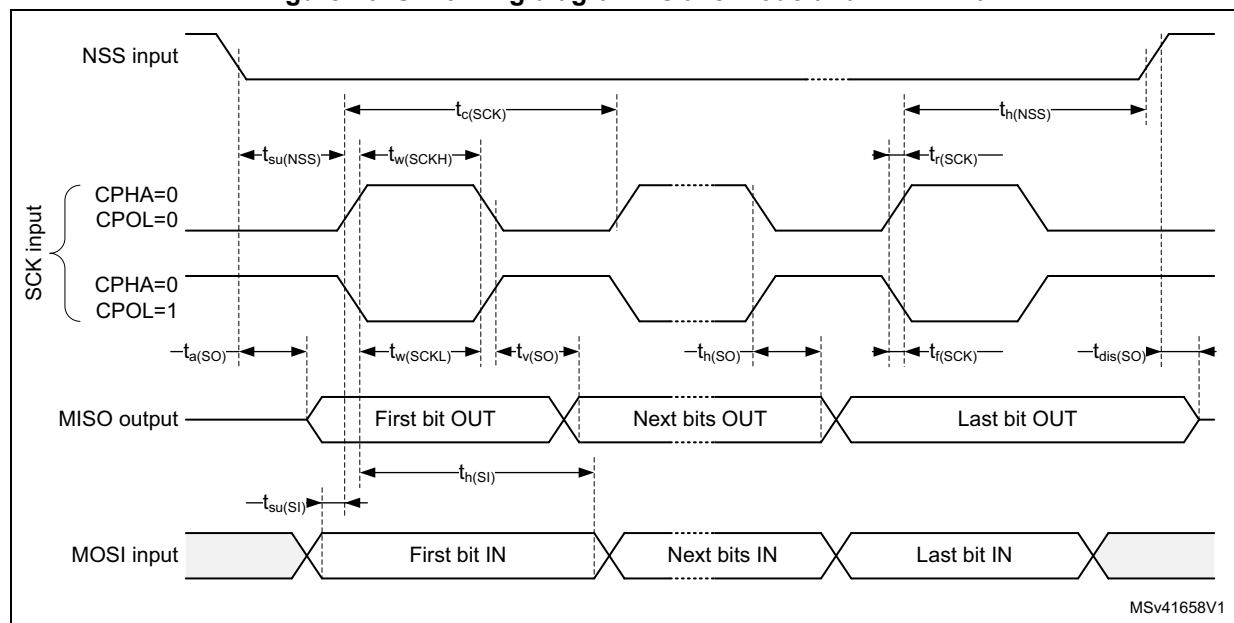 NSS input
tc(SCK)
th(NSS)
tsu(NSS)
tw(SCKH)
tr(SCK)
CPHA=0
CPOL=0
SCK input
CPHA=0
CPOL=1
ta(SO)
tw(SCKL)
tv(SO)
th(SO)
tf(SCK)
tdis(SO)
MISO output
First bit OUT
Next bits OUT
Last bit OUT
th(SI)
tsu(SI)
MOSI input
First bit IN
Next bits IN
Last bit IN
MSv41658V1